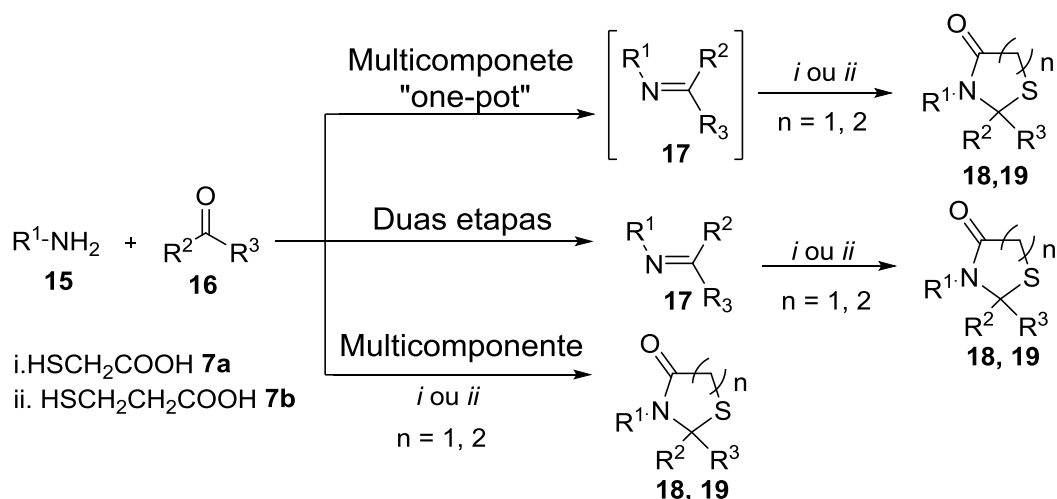 Multicomponete
"one-pot"
R¹
R²
N
R₃
17
i ou ii
n = 1, 2
O
n
R¹
N
S
R²
R³
18,19
R¹-NH₂
15
+
O
R²
R³
16
Duas etapas
R¹
R²
N
R₃
17
i ou ii
n = 1, 2
O
n
R¹
N
S
R²
R³
18, 19
i.HSCH₂COOH 7a
ii. HSCH₂CH₂COOH 7b
Multicomponente
i ou ii
n = 1, 2
O
n
R¹
N
S
R²
R³
18, 19